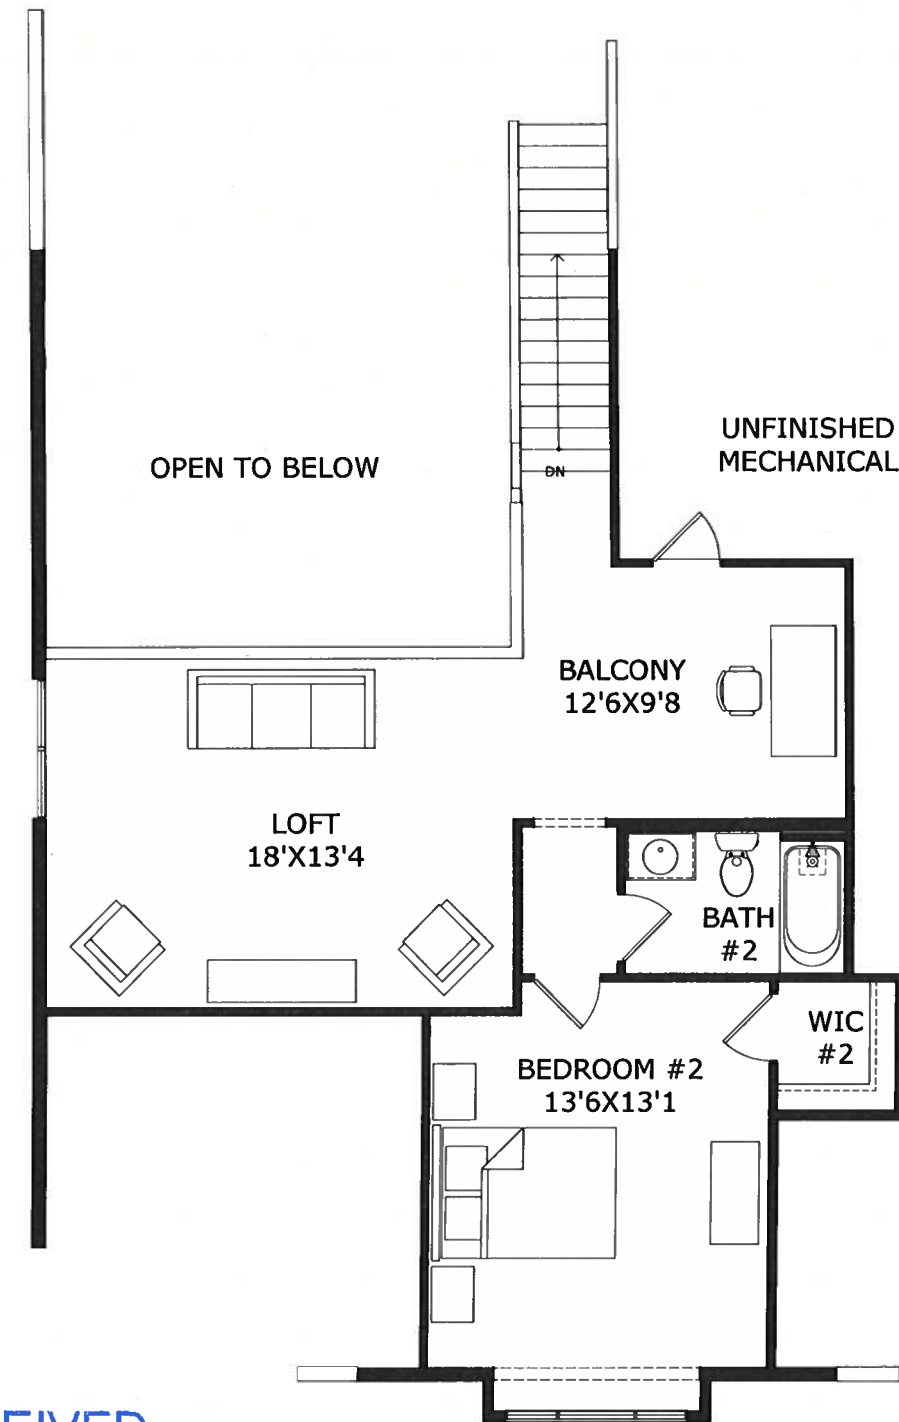 UNFINISHED
MECHANICAL
OPEN TO BELOW
DN
BALCONY
12'6X9'8
LOFT
18'X13'4
BATH
#2
WIC
#2
BEDROOM #2
13'6X13'1